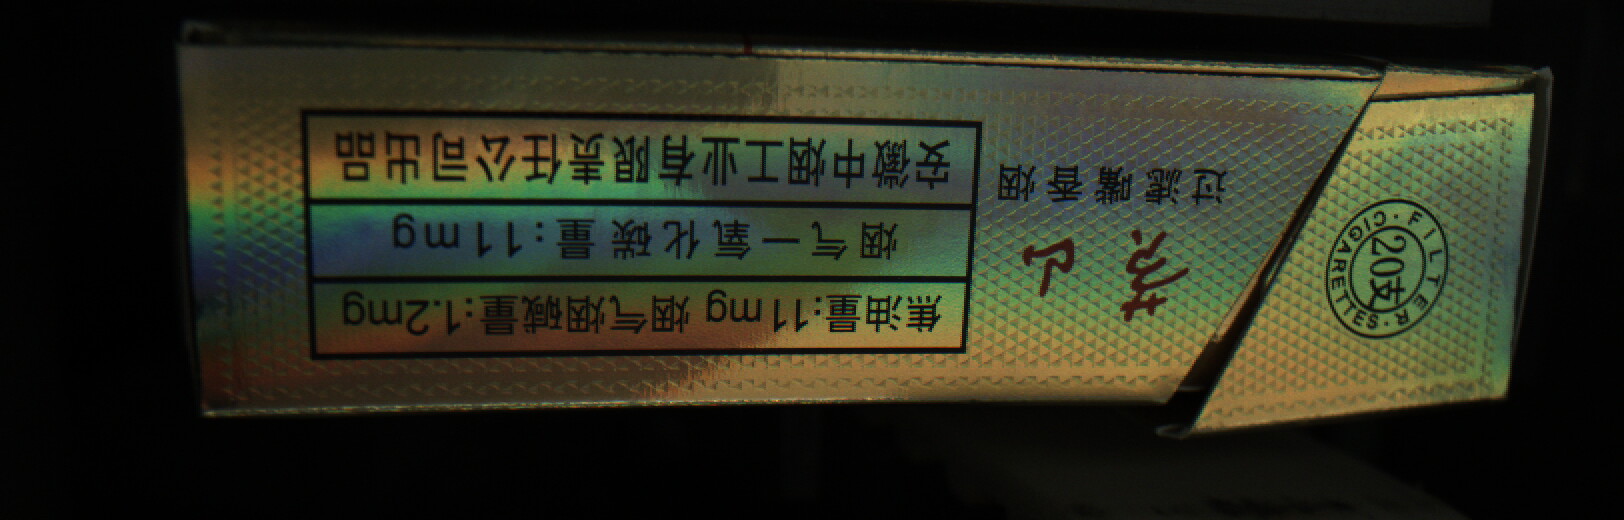 FILTER·CIGARETTES·
20支
黄山
过滤嘴香烟
焦油量:11mg 烟气烟碱量:1.2mg
烟气一氧化碳量:11mg
安徽中烟工业有限责任公司出品